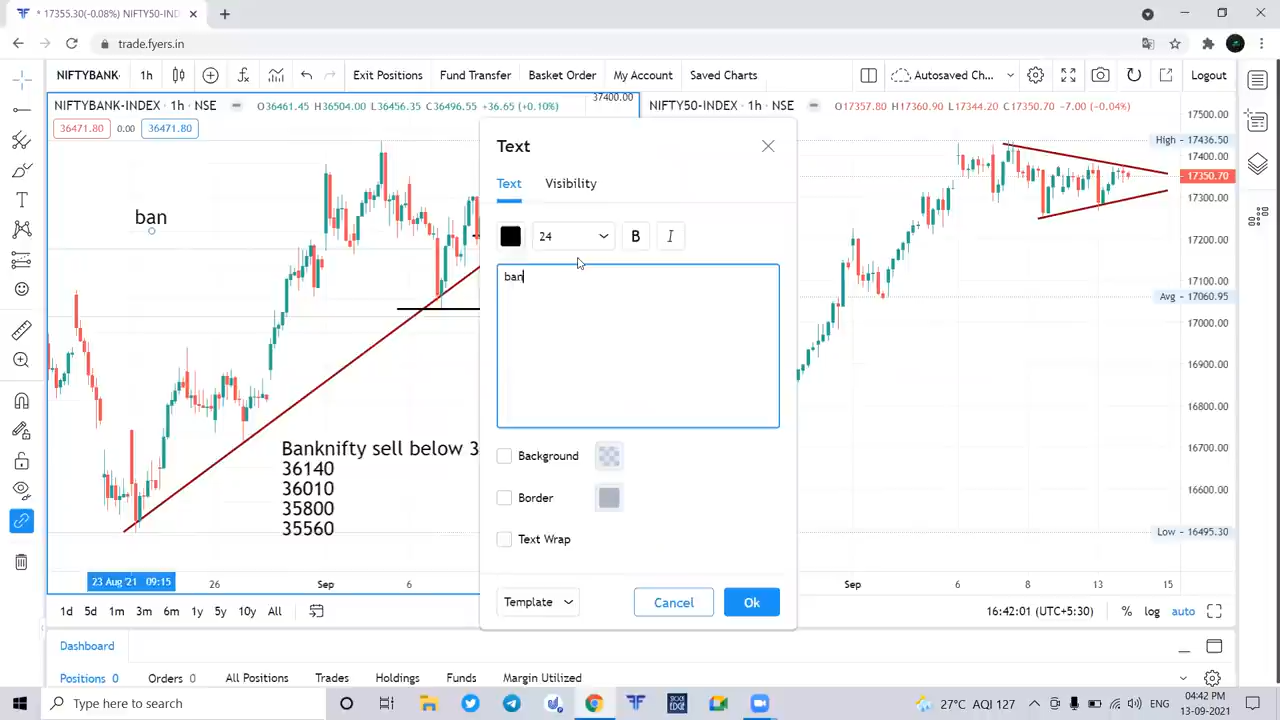 * 17355.30(-0.08%) NIFTY50-IND
trade.fyers.in
NIFTYBANK- 1h Exit Positions Fund Transfer Basket Order My Account Saved Charts Autosaved Ch... Logout
NIFTYBANK-INDEX · 1h · NSE O36461.45 H36504.00 L36456.35 C36496.55 +36.65 (+0.10%)
37400.00
36471.80 0.00 36471.80
NIFTY50-INDEX · 1h · NSE O17357.80 H17360.90 L17344.20 C17350.70 -7.00 (-0.04%)
17500.00
High - 17436.50
17400.00
17350.70
17300.00
17200.00
17100.00
Avg - 17060.95
17000.00
16900.00
16800.00
16700.00
16600.00
Low - 16495.30
ban
Banknifty sell below 3
36140
36010
35800
35560
Text
Text Visibility
24 B I
ban
Background
Border
Text Wrap
Template Cancel Ok
23 Aug '21 09:15 26 Sep 6
Sep 6 8 13 15
1d 5d 1m 3m 6m 1y 5y 10y All
16:42:01 (UTC+5:30) % log auto
Dashboard
Positions 0 Orders 0 All Positions Trades Holdings Funds Margin Utilized
Type here to search
27°C AQI 127
ENG
04:42 PM
13-09-2021